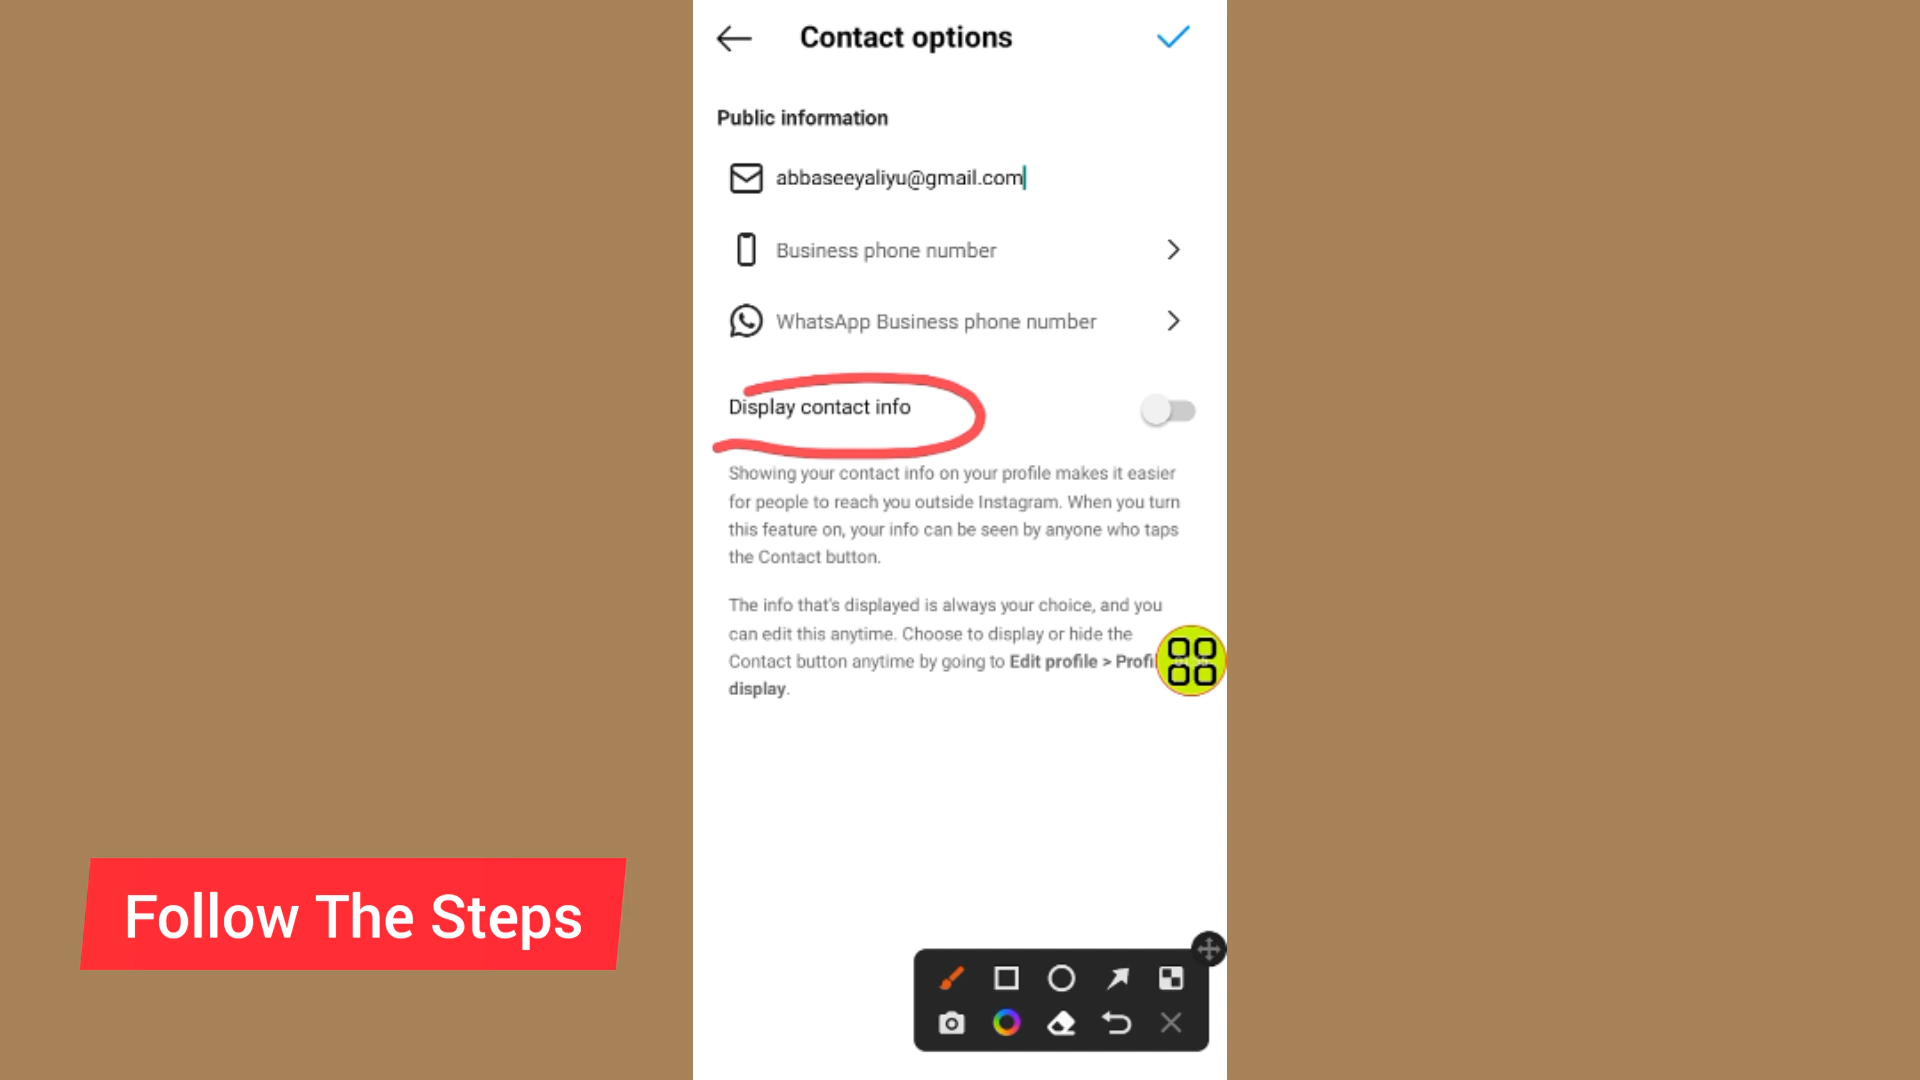 Contact options
Public information
abbaseeyaliyu@gmail.com
Business phone number
WhatsApp Business phone number
Display contact info
Showing your contact info on your profile makes it easier
for people to reach you outside Instagram. When you turn
this feature on, your info can be seen by anyone who taps
the Contact button.
The info that's displayed is always your choice, and you
can edit this anytime. Choose to display or hide the
Contact button anytime by going to Edit profile > Profi
display.
Follow The Steps